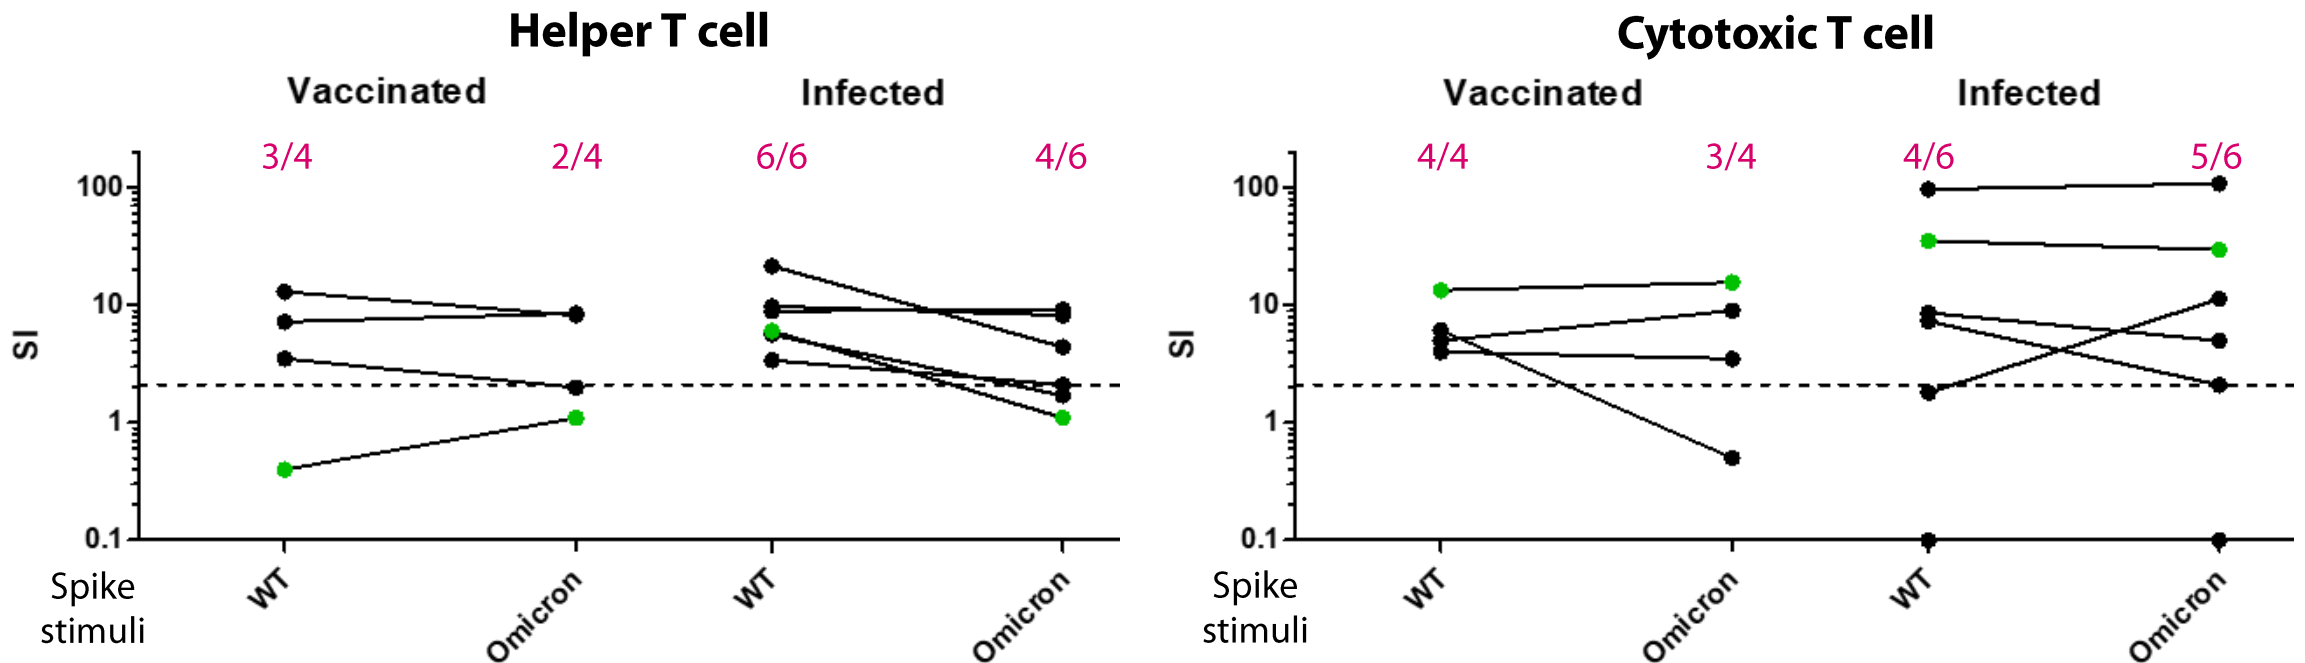 Helper T cell
Vaccinated Infected
3/4 2/4 6/6 4/6
100
10
1
0.1
SI
Spike
stimuli
WT Omicron WT Omicron
Cytotoxic T cell
Vaccinated Infected
4/4 3/4 4/6 5/6
100
10
1
0.1
SI
Spike
stimuli
WT Omicron WT Omicron